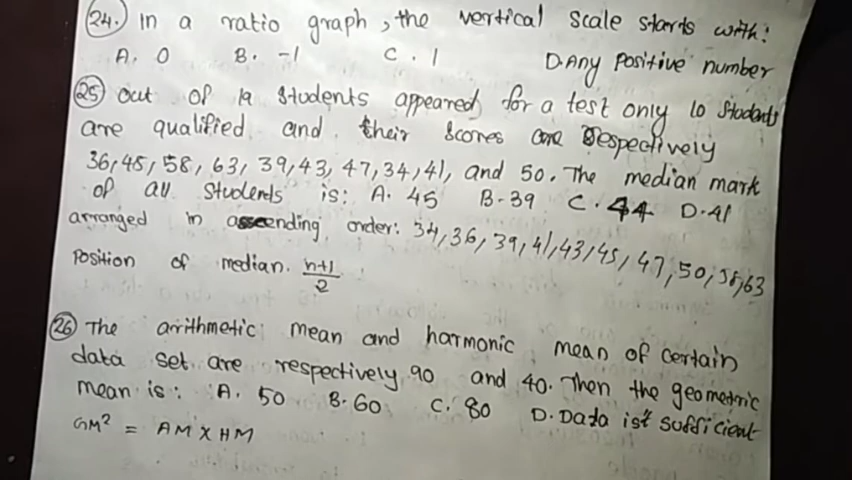 24. In a ratio graph, the vertical scale starts with:
A. 0 B. -1 C. 1 D. Any positive number
25 out of 19 students appeared for a test only 10 students
are qualified and their scores are respectively
36, 45, 58, 63, 39, 43, 47, 34, 41, and 50. The median mark
of all students is: A. 45 B. 39 C. 44 D. 41
arranged in ascending order: 34, 36, 39, 41, 43, 45, 47, 50, 58, 63
Position of median. n+1/2
26 The arithmetic mean and harmonic mean of certain
data set are respectively 90 and 40. Then the geometric
mean is: A. 50 B. 60 C. 80 D. Data is sufficient
GM² = AM X HM